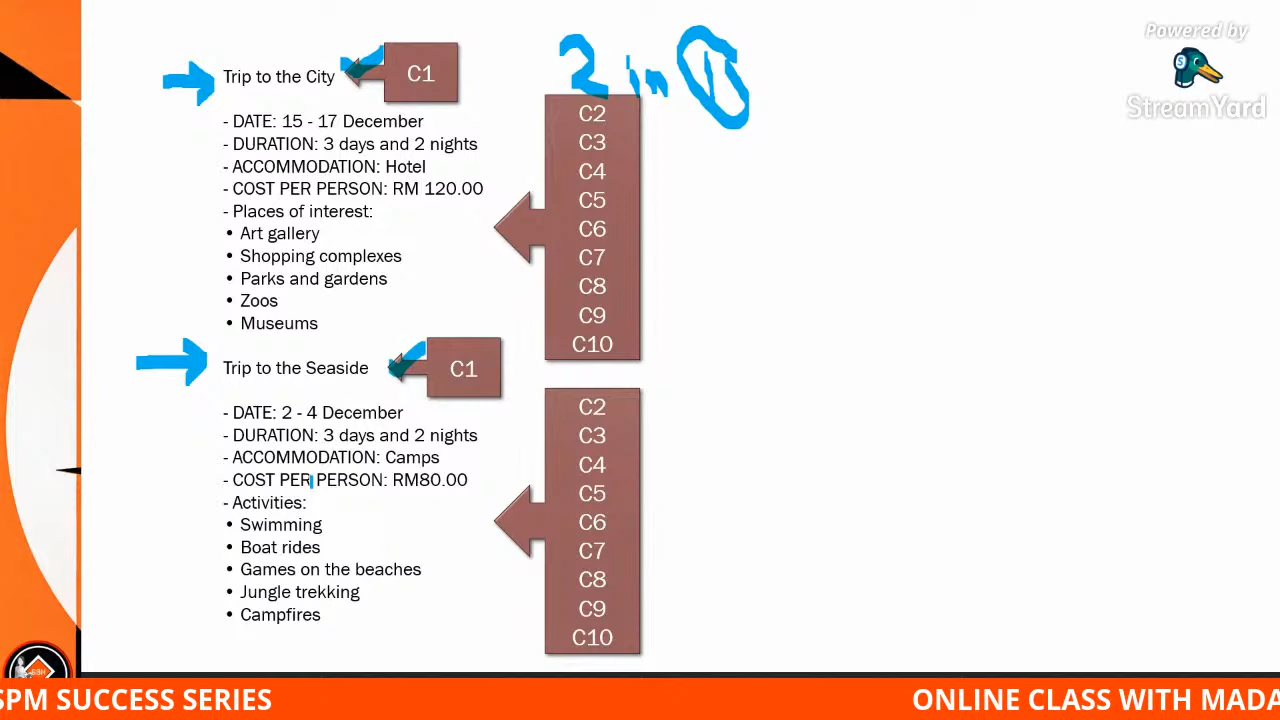 Powered by
StreamYard
2 in 1
Trip to the City
C1
- DATE: 15 - 17 December
- DURATION: 3 days and 2 nights
- ACCOMMODATION: Hotel
- COST PER PERSON: RM 120.00
- Places of interest:
• Art gallery
• Shopping complexes
• Parks and gardens
• Zoos
• Museums
C2
C3
C4
C5
C6
C7
C8
C9
C10
Trip to the Seaside
C1
- DATE: 2 - 4 December
- DURATION: 3 days and 2 nights
- ACCOMMODATION: Camps
- COST PER PERSON: RM80.00
- Activities:
• Swimming
• Boat rides
• Games on the beaches
• Jungle trekking
• Campfires
C2
C3
C4
C5
C6
C7
C8
C9
C10
SPM SUCCESS SERIES
ONLINE CLASS WITH MADA